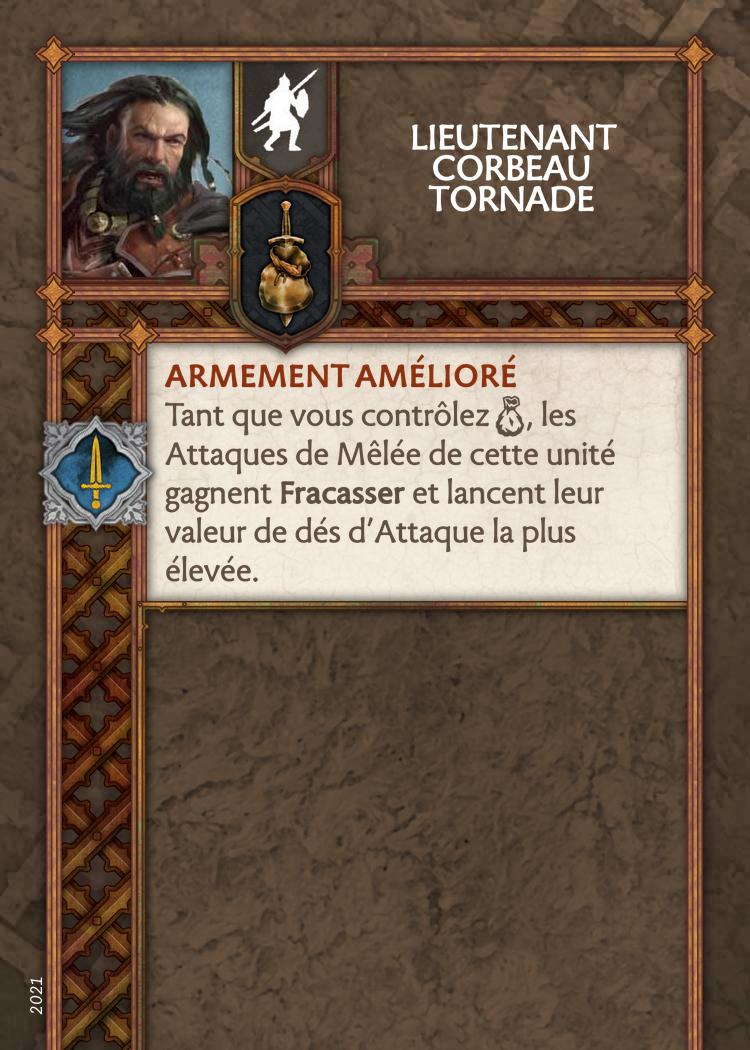 LIEUTENANT
CORBEAU
TORNADE
ARMEMENT AMÉLIORÉ
Tant que vous contrôlez , les
Attaques de Mêlée de cette unité
gagnent Fracasser et lancent leur
valeur de dés d'Attaque la plus
élevée.
2021